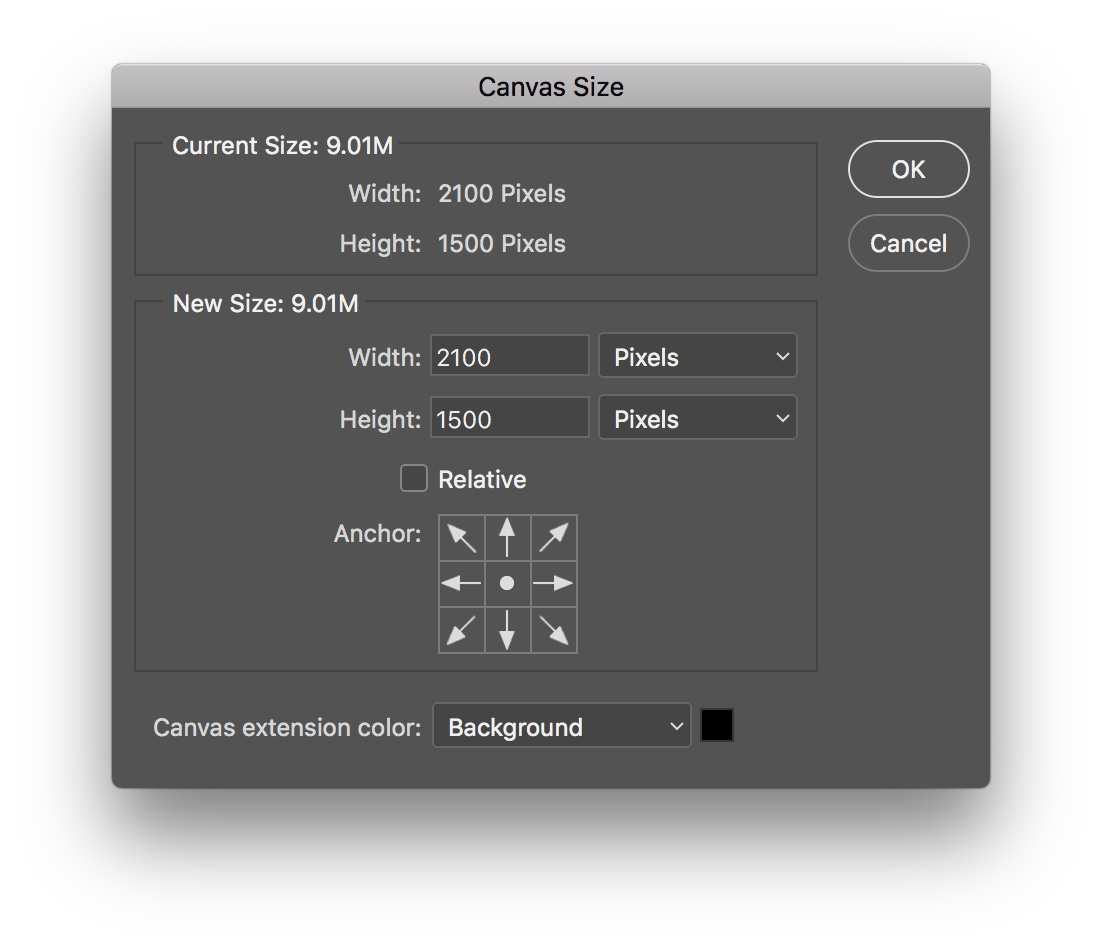 Canvas Size
Current Size: 9.01M
Width: 2100 Pixels
Height: 1500 Pixels
OK
Cancel
New Size: 9.01M
Width: 2100 Pixels
Height: 1500 Pixels
Relative
Anchor:
Canvas extension color: Background